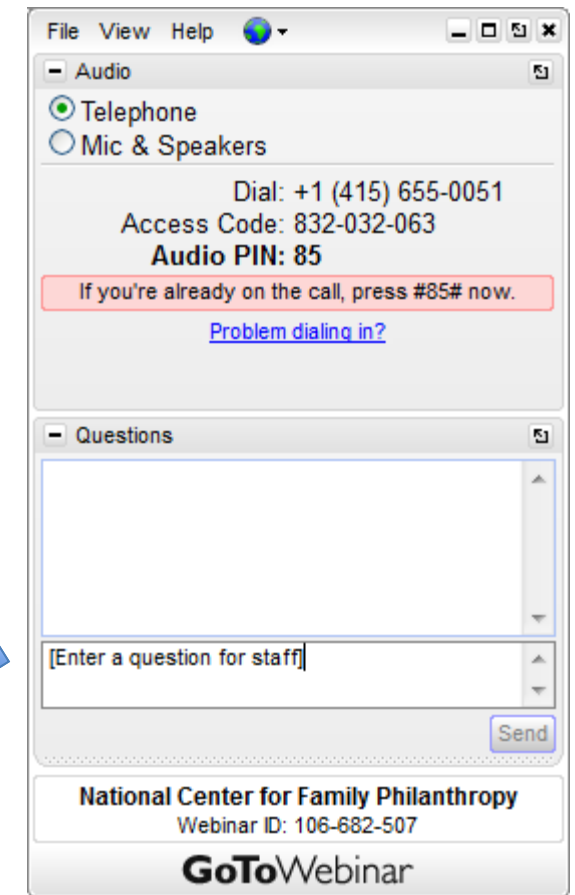 File View Help
Audio
Telephone
Mic & Speakers
Dial: +1 (415) 655-0051
Access Code: 832-032-063
Audio PIN: 85
If you're already on the call, press #85# now.
Problem dialing in?
Questions
[Enter a question for staff]
Send
National Center for Family Philanthropy
Webinar ID: 106-682-507
GoToWebinar